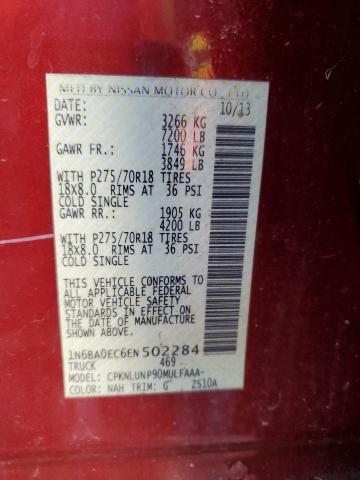 MFD BY NISSAN MOTOR CO., LTD
DATE: 10/13
GVWR: 3266 KG
7200 LB
GAWR FR.: 1746 KG
3849 LB
WITH P275/70R18 TIRES
18X8.0 RIMS AT 36 PSI
COLD SINGLE
GAWR RR.: 1905 KG
4200 LB
WITH P275/70R18 TIRES
18X8.0 RIMS AT 36 PSI
COLD SINGLE
THIS VEHICLE CONFORMS TO ALL
APPLICABLE FEDERAL
MOTOR VEHICLE SAFETY
STANDARDS IN EFFECT ON THE
DATE OF MANUFACTURE SHOWN ABOVE.
1N6BA0EC6EN502284
TRUCK 469
MODEL: CPKNLUNP90MULFAAA-
COLOR: NAH TRIM: G ZS10A